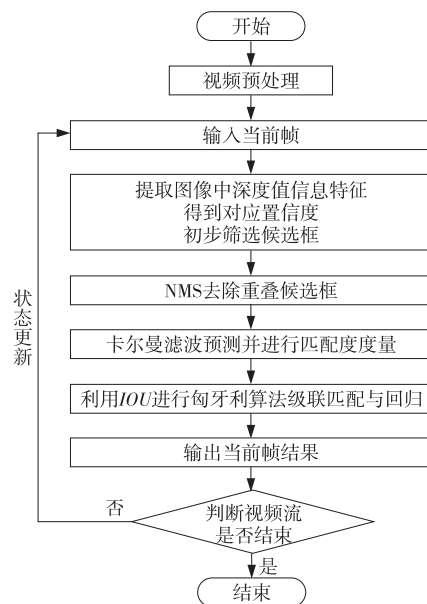 开始
视频预处理
输入当前帧
提取图像中深度值信息特征
得到对应置信度
初步筛选候选框
NMS去除重叠候选框
卡尔曼滤波预测并进行匹配度度量
利用IOU进行匈牙利算法级联匹配与回归
输出当前帧结果
判断视频流
是否结束
否
是
结束
状态更新